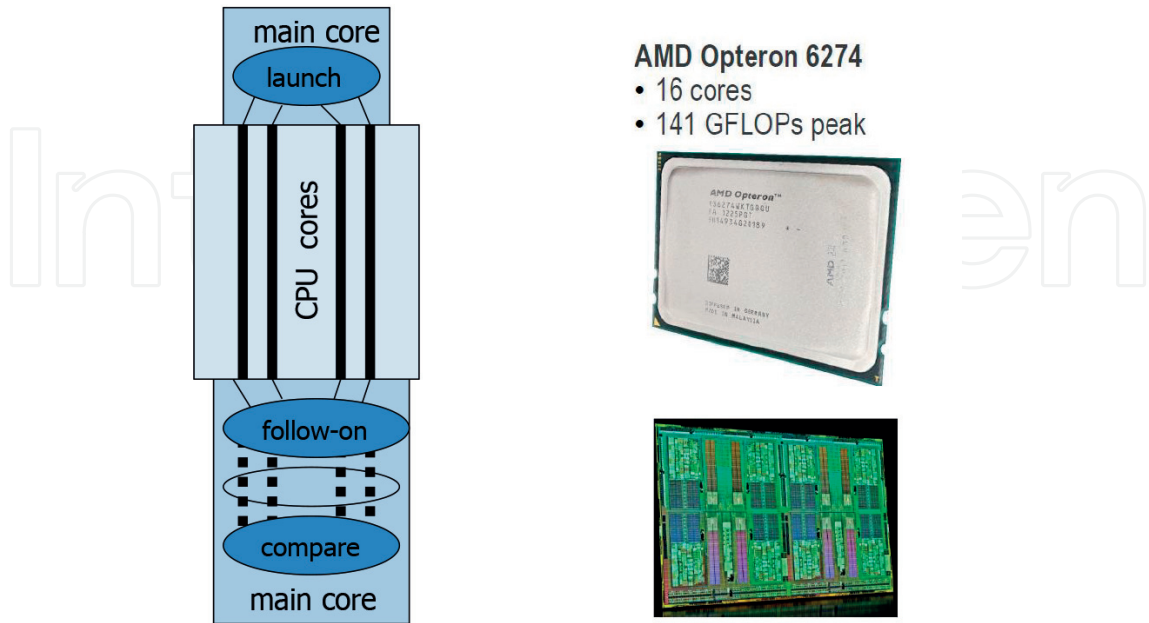 main core
launch
CPU cores
follow-on
compare
main core
AMD Opteron 6274
• 16 cores
• 141 GFLOPs peak
AMD Opteron™